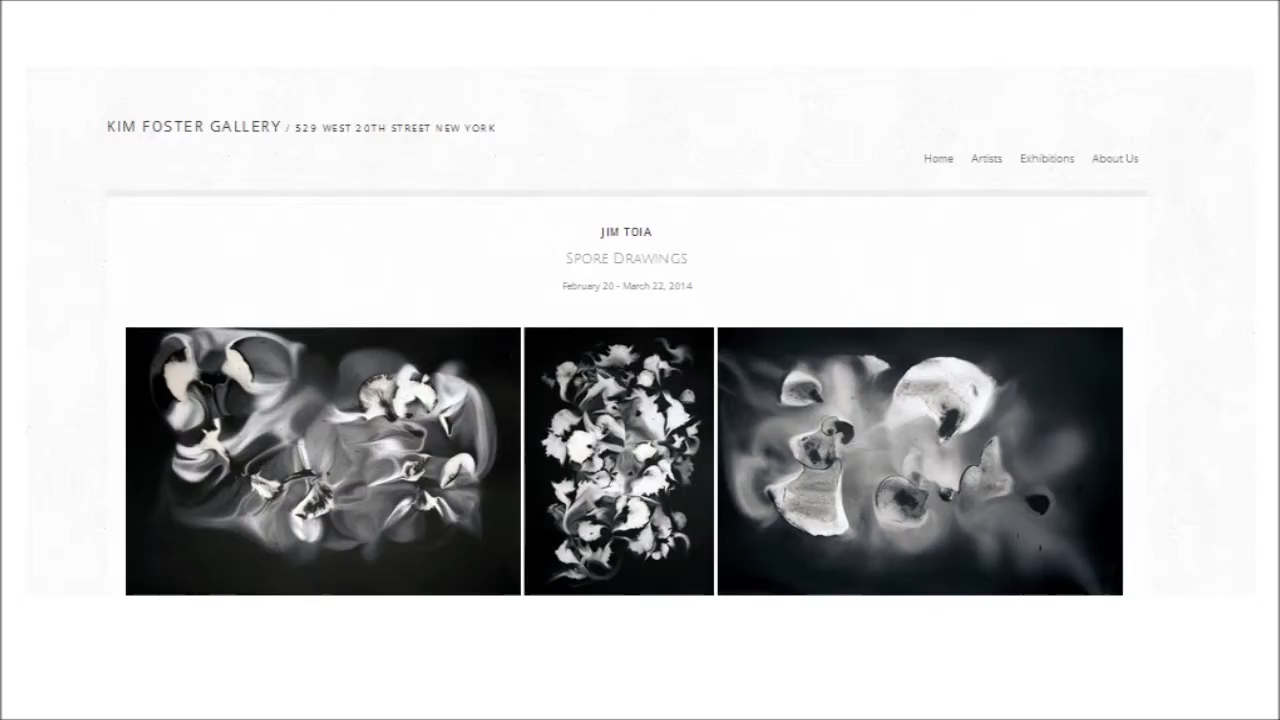 KIM FOSTER GALLERY / 529 WEST 20TH STREET NEW YORK
Home Artists Exhibitions About Us
JIM TOIA
SPORE DRAWINGS
February 20 - March 22, 2014